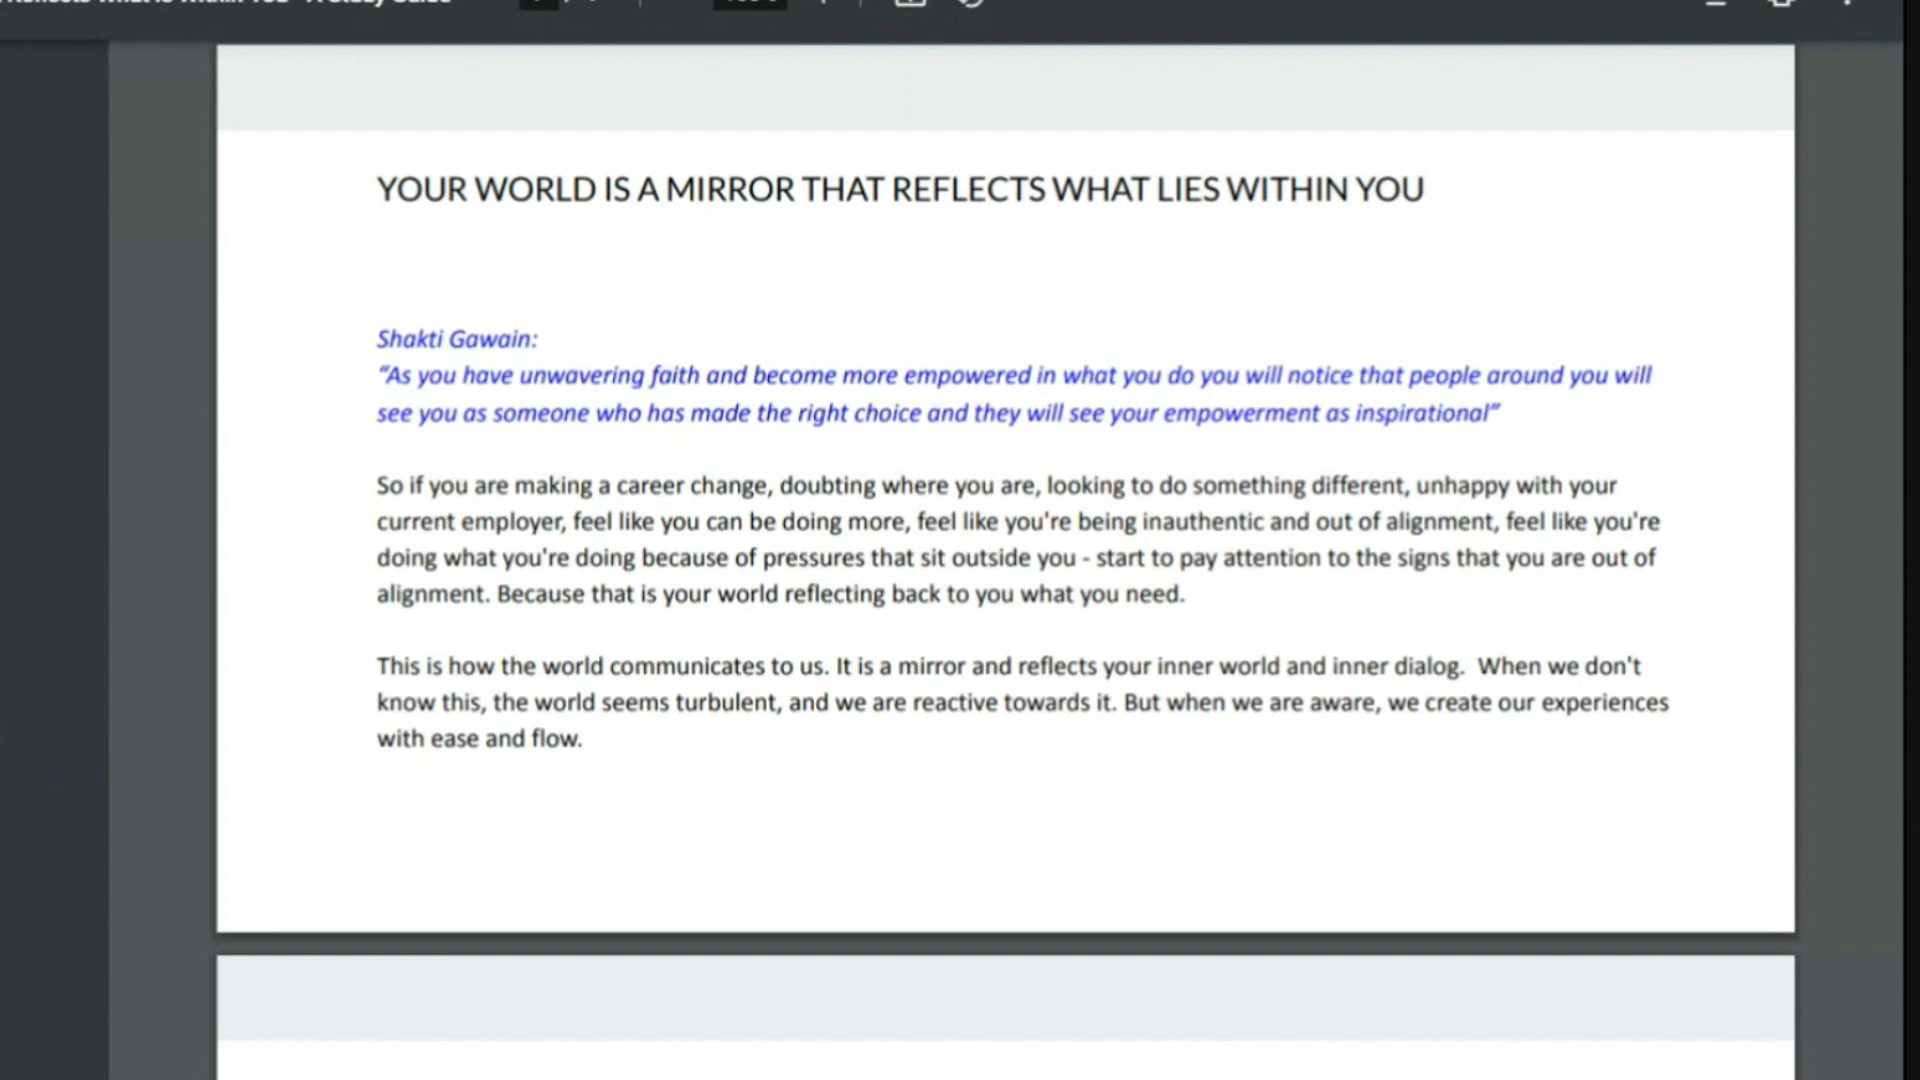 YOUR WORLD IS A MIRROR THAT REFLECTS WHAT LIES WITHIN YOU
Shakti Gawain:
“As you have unwavering faith and become more empowered in what you do you will notice that people around you will
see you as someone who has made the right choice and they will see your empowerment as inspirational”
So if you are making a career change, doubting where you are, looking to do something different, unhappy with your
current employer, feel like you can be doing more, feel like you're being inauthentic and out of alignment, feel like you're
doing what you're doing because of pressures that sit outside you - start to pay attention to the signs that you are out of
alignment. Because that is your world reflecting back to you what you need.
This is how the world communicates to us. It is a mirror and reflects your inner world and inner dialog.  When we don't
know this, the world seems turbulent, and we are reactive towards it. But when we are aware, we create our experiences
with ease and flow.